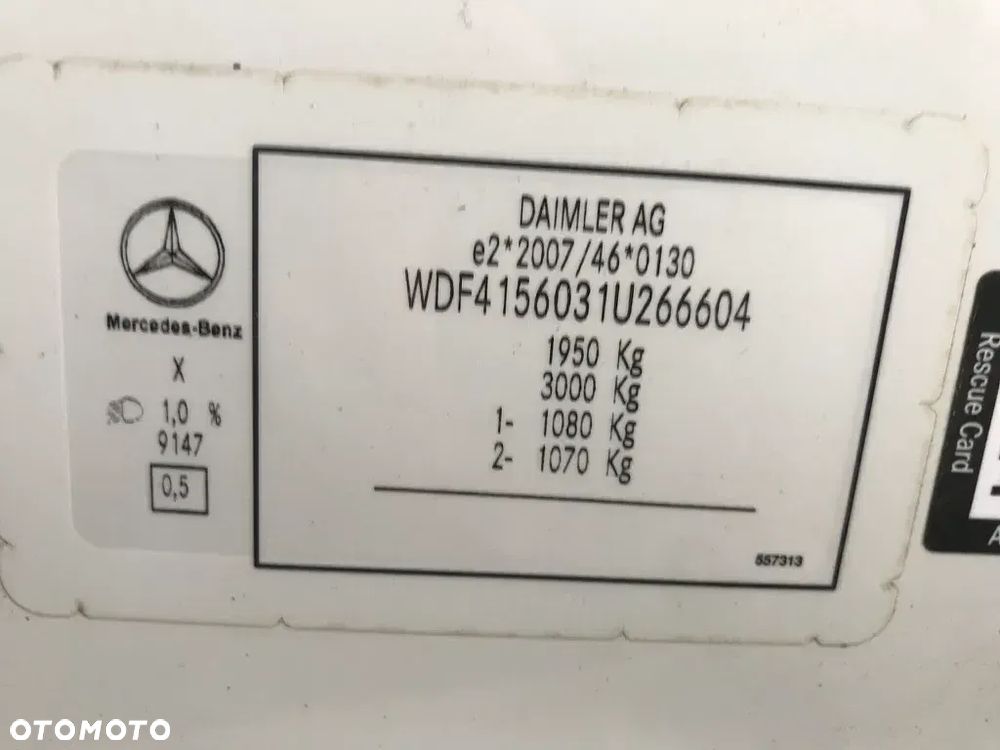 Mercedes-Benz
X
1,0 %
9147
0,5
DAIMLER AG
e2*2007/46*0130
WDF4156031U266604
1950 Kg
3000 Kg
1- 1080 Kg
2- 1070 Kg
557313
Rescue Card
A
OTOMOTO